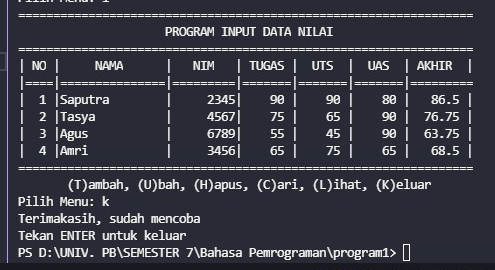 ==================================================================
PROGRAM INPUT DATA NILAI
==================================================================
| NO | NAMA | NIM | TUGAS | UTS | UAS | AKHIR |
|====|===============|=========|=======|=======|=======|========|
| 1 |Saputra | 2345| 90 | 90 | 80 | 86.5 |
| 2 |Tasya | 4567| 75 | 65 | 90 | 76.75 |
| 3 |Agus | 6789| 55 | 45 | 90 | 63.75 |
| 4 |Amri | 3456| 65 | 75 | 65 | 68.5 |
==================================================================
(T)ambah, (U)bah, (H)apus, (C)ari, (L)ihat, (K)eluar
Pilih Menu: k
Terimakasih, sudah mencoba
Tekan ENTER untuk keluar
PS D:\UNIV. PB\SEMESTER 7\Bahasa Pemrograman\program1>